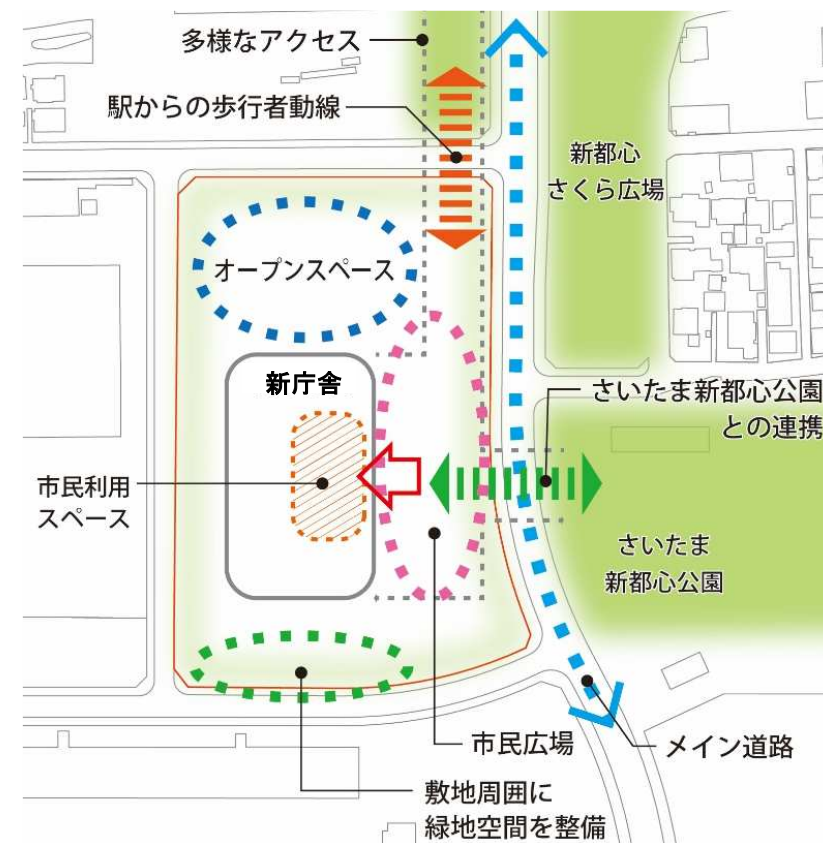 多様なアクセス
駅からの歩行者動線
新都心
さくら広場
オープンスペース
新庁舎
さいたま新都心公園
との連携
市民利用
スペース
さいたま
新都心公園
市民広場
メイン道路
敷地周囲に
緑地空間を整備